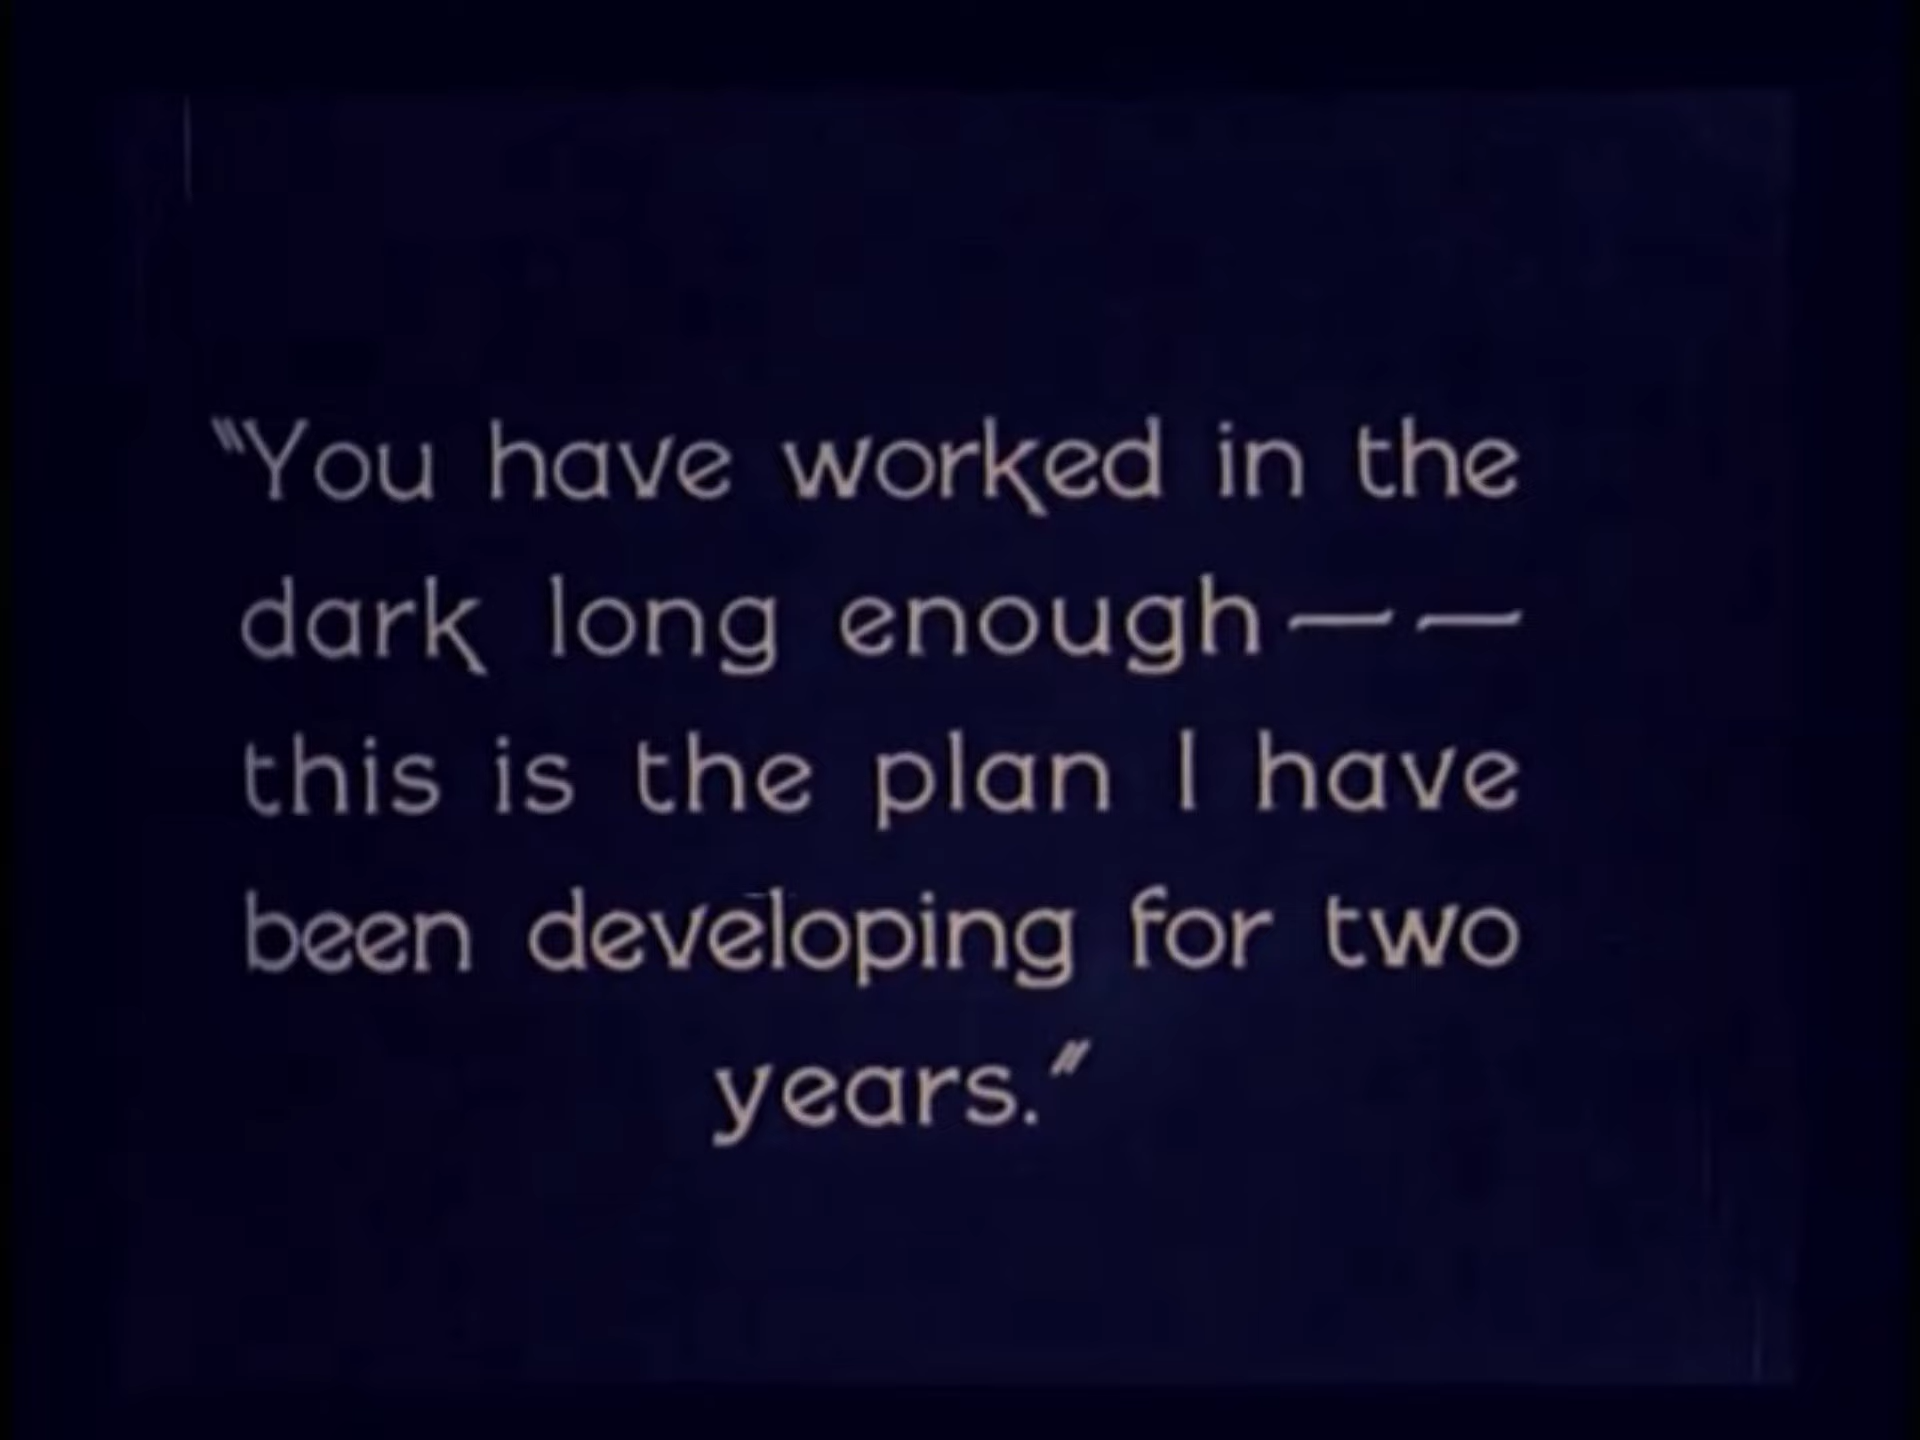 "You have worked in the
dark long enough——
this is the plan I have
been developing for two
years."